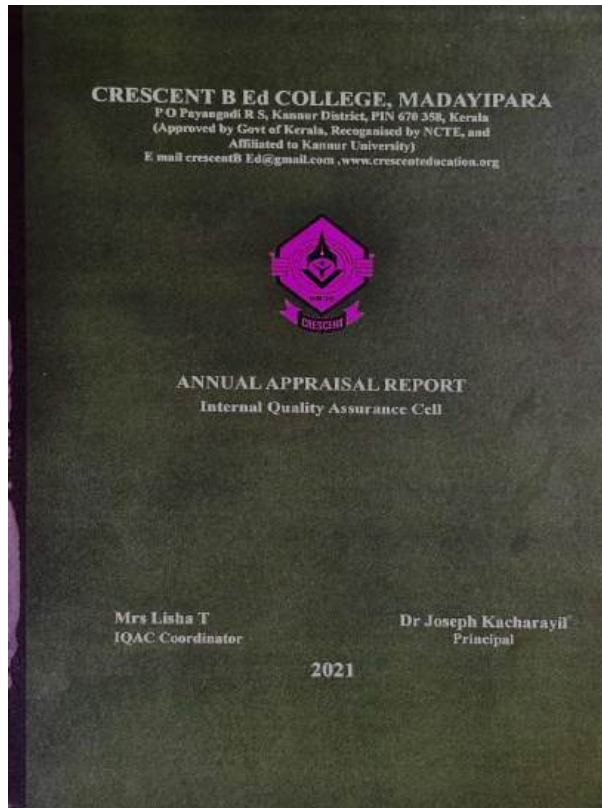 CRESCENT B Ed COLLEGE, MADAYIPARA
P O Payangadi R S, Kannur District, PIN 670 358, Kerala
(Approved by Govt of Kerala, Recoganised by NCTE, and
Affiliated to Kannur University)
E mail crescentB Ed@gmail.com ,www.crescenteducation.org
CRESCENT
ANNUAL APPRAISAL REPORT
Internal Quality Assurance Cell
Mrs Lisha T
IQAC Coordinator
Dr Joseph Kacharayil
Principal
2021